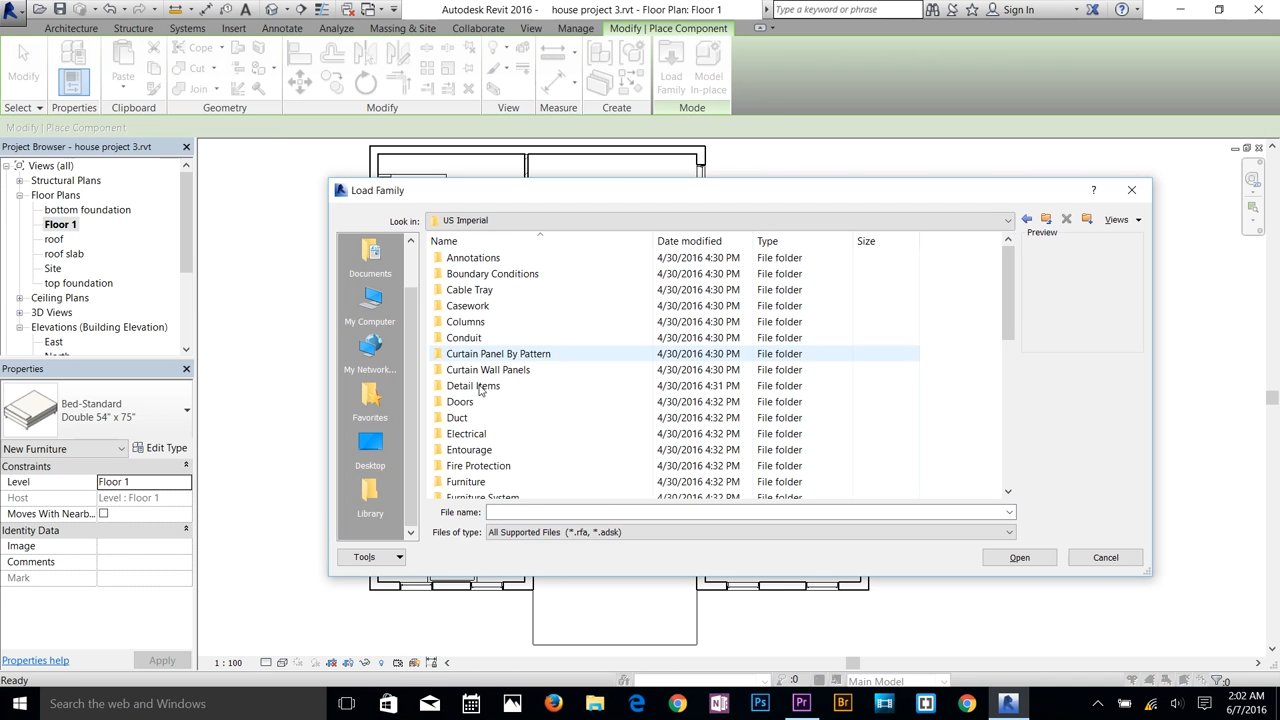 Autodesk Revit 2016 - house project 3.rvt - Floor Plan: Floor 1
Type a keyword or phrase
Sign In
Architecture Structure Systems Insert Annotate Analyze Massing & Site Collaborate View Manage Modify | Place Component
Modify
Paste
Cope
Cut
Join
Load Family
Model In-place
Select Properties Clipboard Geometry Modify View Measure Create Mode
Modify | Place Component
Project Browser - house project 3.rvt
Views (all)
Structural Plans
Floor Plans
bottom foundation
Floor 1
roof
roof slab
Site
top foundation
Ceiling Plans
3D Views
Elevations (Building Elevation)
East
Properties
Bed-Standard
Double 54" x 75"
New Furniture
Edit Type
Constraints
Level Floor 1
Host Level : Floor 1
Moves With Nearb...
Identity Data
Image
Comments
Mark
Properties help
Apply
Load Family
Look in: US Imperial
Views
Preview
Documents
My Computer
My Network...
Favorites
Desktop
Library
Name Date modified Type Size
Annotations 4/30/2016 4:30 PM File folder
Boundary Conditions 4/30/2016 4:30 PM File folder
Cable Tray 4/30/2016 4:30 PM File folder
Casework 4/30/2016 4:30 PM File folder
Columns 4/30/2016 4:30 PM File folder
Conduit 4/30/2016 4:30 PM File folder
Curtain Panel By Pattern 4/30/2016 4:30 PM File folder
Curtain Wall Panels 4/30/2016 4:30 PM File folder
Detail Items 4/30/2016 4:31 PM File folder
Doors 4/30/2016 4:32 PM File folder
Duct 4/30/2016 4:32 PM File folder
Electrical 4/30/2016 4:32 PM File folder
Entourage 4/30/2016 4:32 PM File folder
Fire Protection 4/30/2016 4:32 PM File folder
Furniture 4/30/2016 4:32 PM File folder
Furniture System 4/30/2016 4:32 PM File folder
File name:
Files of type: All Supported Files (*.rfa, *.adsk)
Tools
Open
Cancel
1 : 100
Ready
:0
Main Model
:0
Search the web and Windows
2:02 AM
6/7/2016